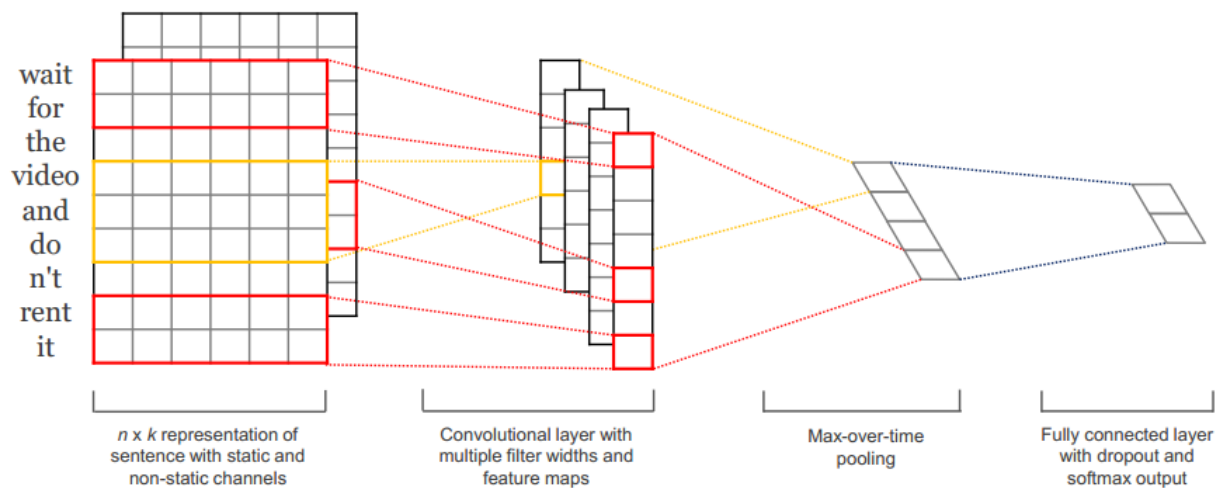 wait
for
the
video
and
do
n't
rent
it
n x k representation of
sentence with static and
non-static channels
Convolutional layer with
multiple filter widths and
feature maps
Max-over-time
pooling
Fully connected layer
with dropout and
softmax output